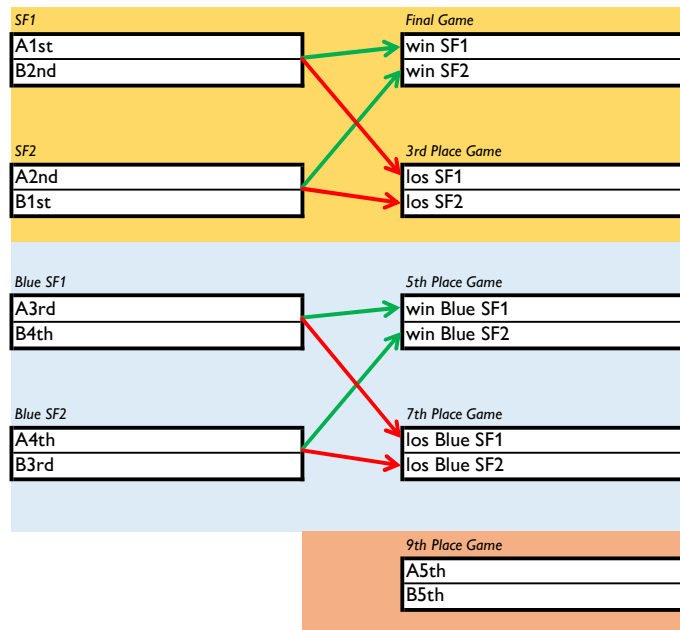 SF1
A1st
B2nd
Final Game
win SF1
win SF2
SF2
A2nd
B1st
3rd Place Game
los SF1
los SF2
Blue SF1
A3rd
B4th
5th Place Game
win Blue SF1
win Blue SF2
Blue SF2
A4th
B3rd
7th Place Game
los Blue SF1
los Blue SF2
9th Place Game
A5th
B5th